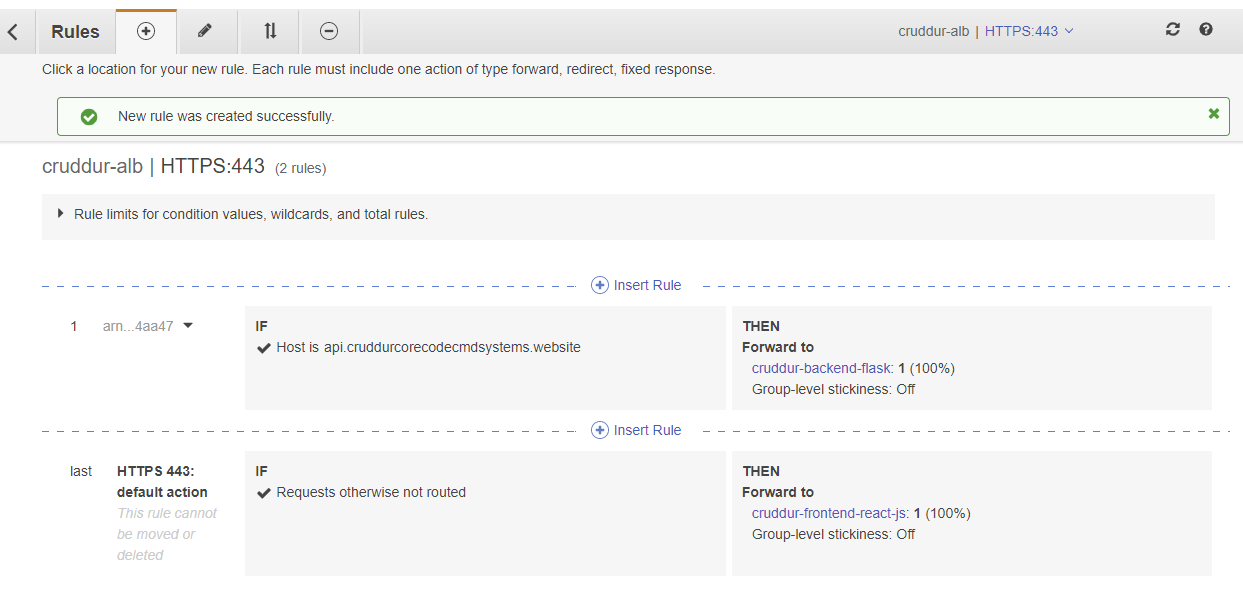 Rules
cruddur-alb | HTTPS:443
Click a location for your new rule. Each rule must include one action of type forward, redirect, fixed response.
New rule was created successfully.
cruddur-alb | HTTPS:443 (2 rules)
Rule limits for condition values, wildcards, and total rules.
Insert Rule
1 arn...4aa47
IF
Host is api.cruddurcorecodecmdsystems.website
THEN
Forward to
cruddur-backend-flask: 1 (100%)
Group-level stickiness: Off
Insert Rule
last
HTTPS 443:
default action
This rule cannot
be moved or
deleted
IF
Requests otherwise not routed
THEN
Forward to
cruddur-frontend-react-js: 1 (100%)
Group-level stickiness: Off